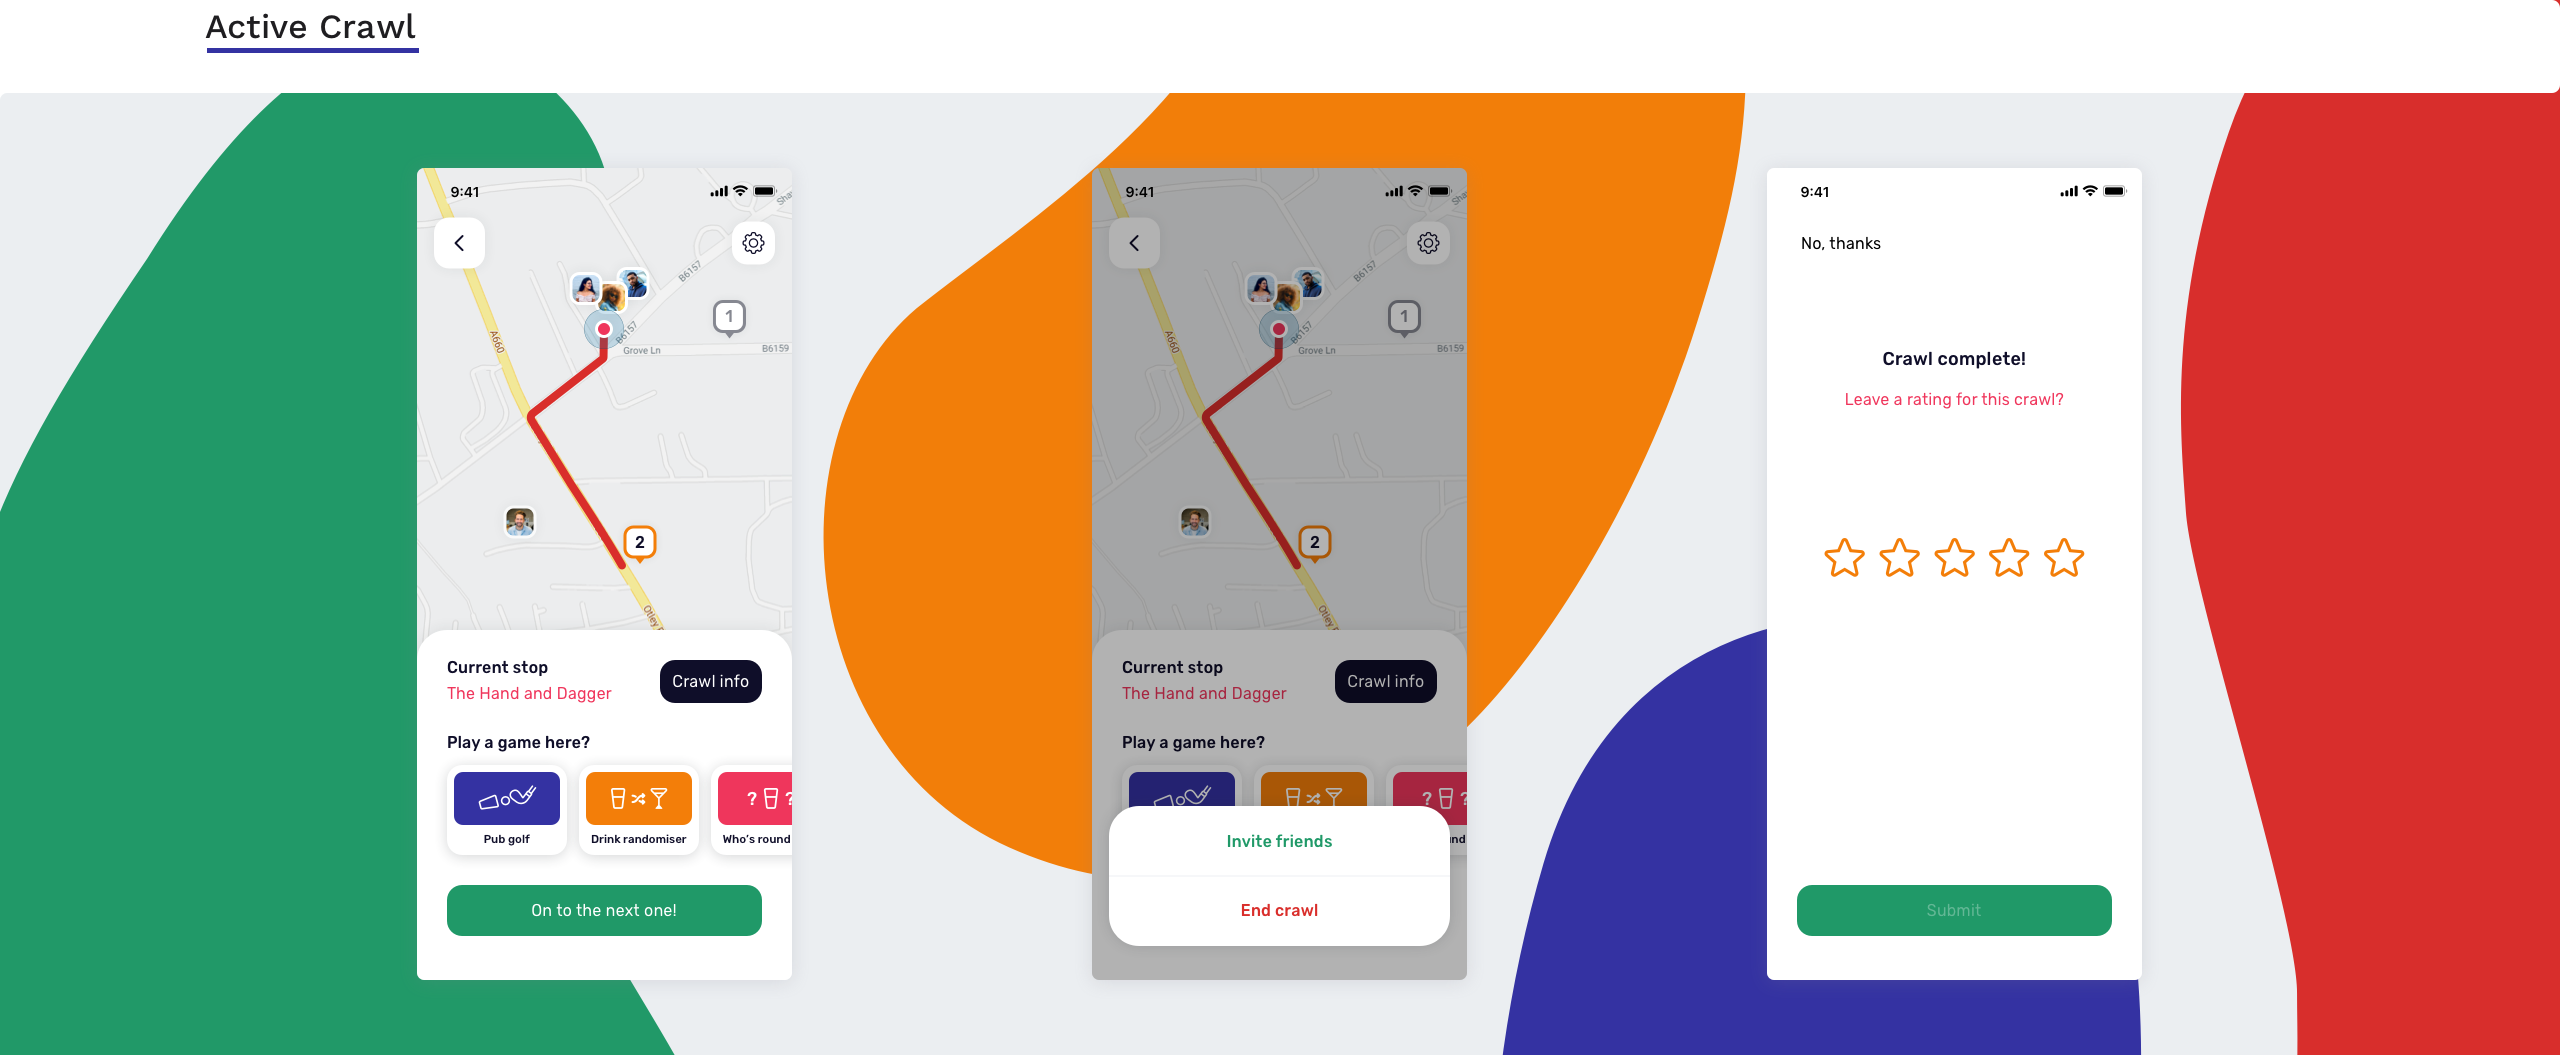 Active Crawl
9:41
Sha
B6157
1
B6157
Grove Ln
B6159
A660
2
Otley
Current stop
The Hand and Dagger
Crawl info
Play a game here?
? ?
Pub golf
Drink randomiser
Who's round
On to the next one!
9:41
B6157
1
B6157
Grove Ln
B6159
A660
2
Otley
Current stop
The Hand and Dagger
Crawl info
Play a game here?
? ?
und
Invite friends
End crawl
9:41
No, thanks
Crawl complete!
Leave a rating for this crawl?
Submit